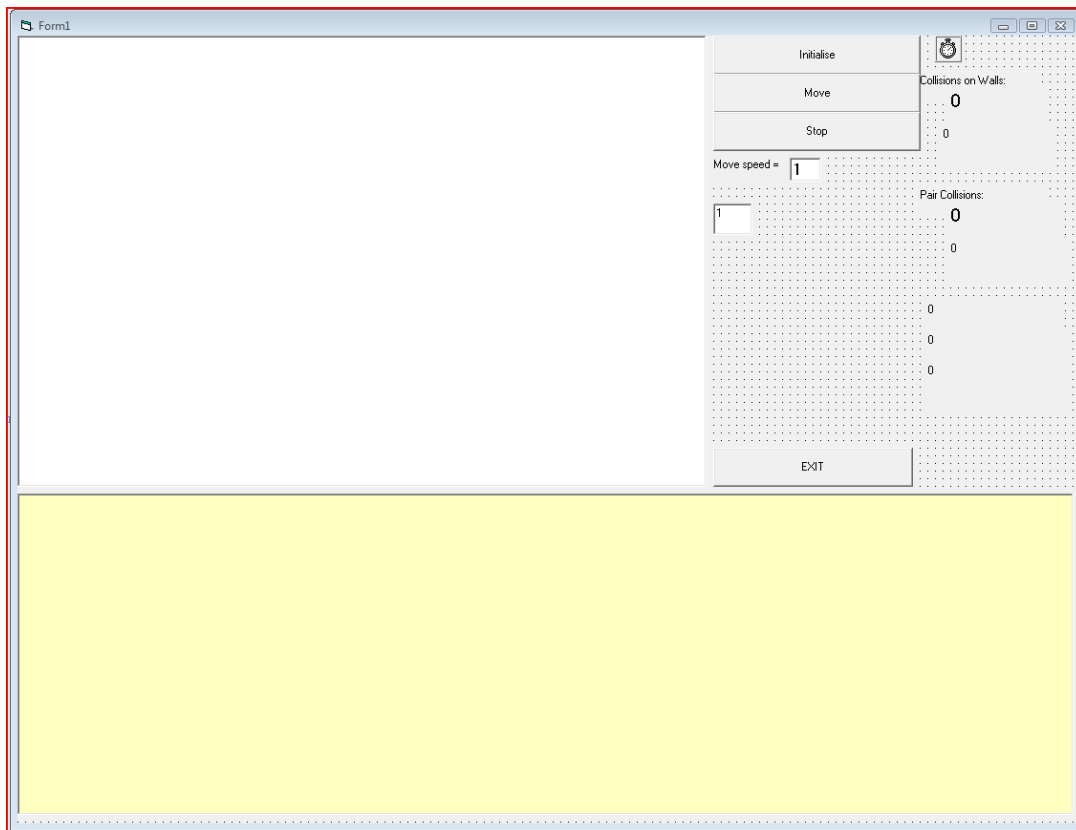 Form1
Initialise
Move
Stop
Move speed =
1
1
Collisions on Walls:
0
0
Pair Collisions:
0
0
0
0
0
EXIT